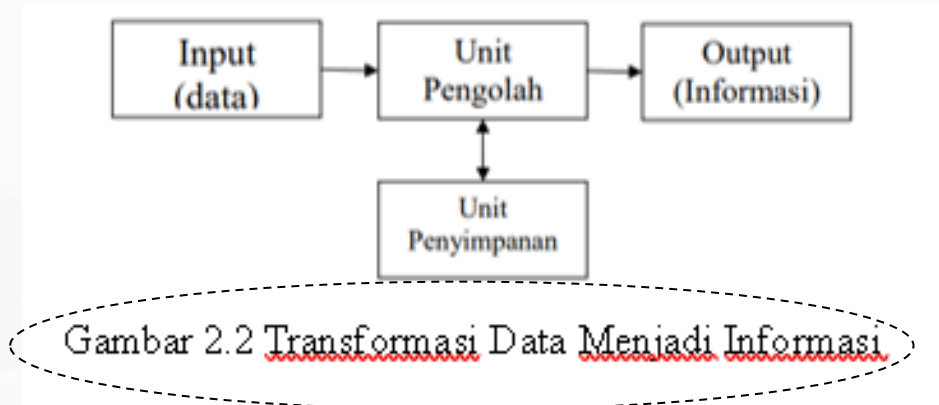 Input
(data)
Unit
Pengolah
Output
(Informasi)
Unit
Penyimpanan
Gambar 2.2 Transformasi Data Menjadi Informasi